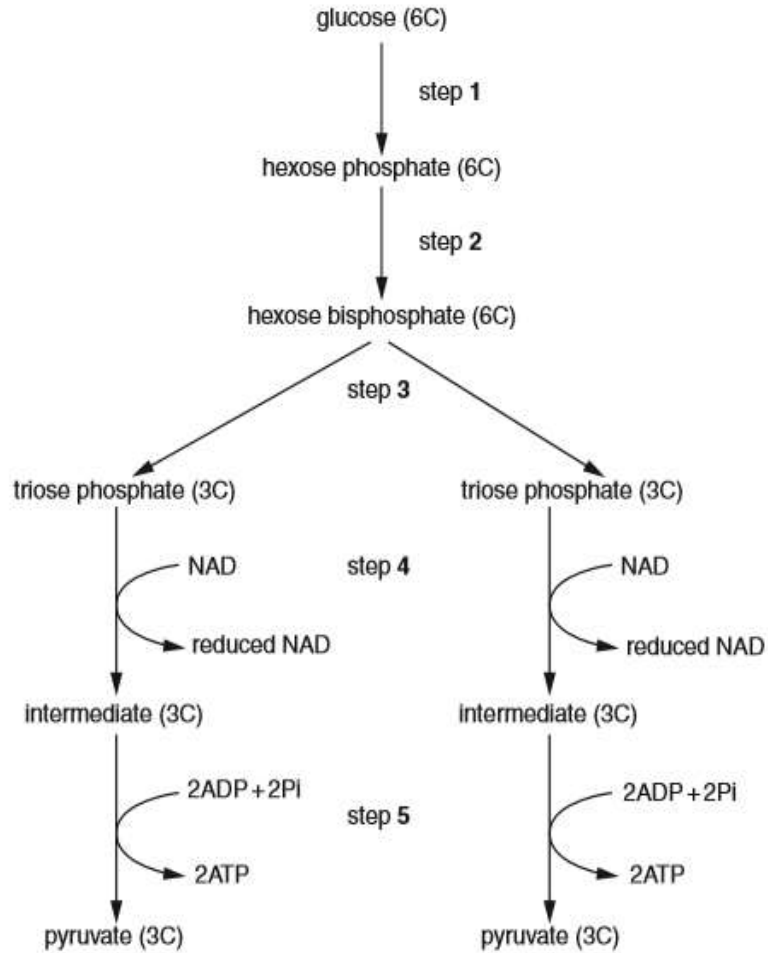 glucose (6C)
step 1
hexose phosphate (6C)
step 2
hexose bisphosphate (6C)
step 3
triose phosphate (3C) triose phosphate (3C)
NAD step 4 NAD
reduced NAD reduced NAD
intermediate (3C) intermediate (3C)
2ADP + 2Pi 2ADP + 2Pi
step 5
2ATP 2ATP
pyruvate (3C) pyruvate (3C)